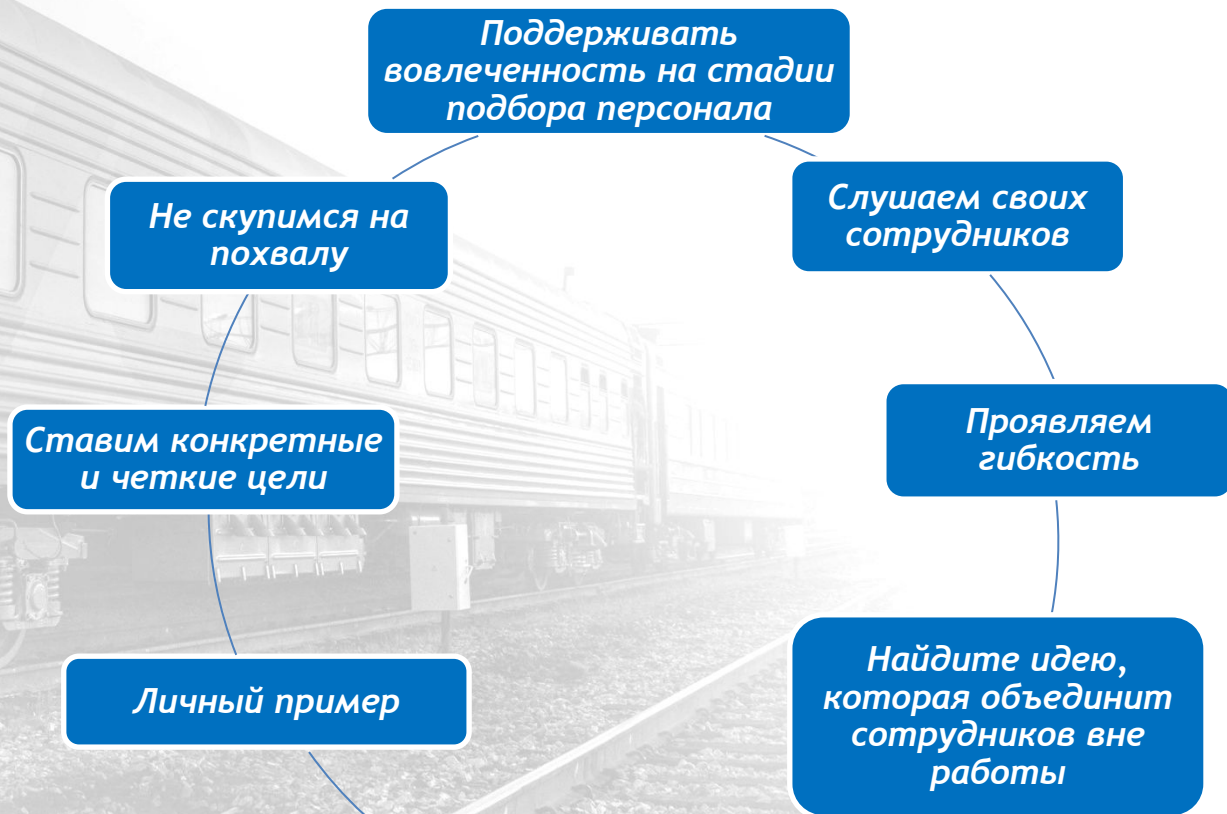 Поддерживать
вовлеченность на стадии
подбора персонала
Слушаем своих
сотрудников
Проявляем
гибкость
Найдите идею,
которая объединит
сотрудников вне
работы
Личный пример
Ставим конкретные
и четкие цели
Не скупимся на
похвалу